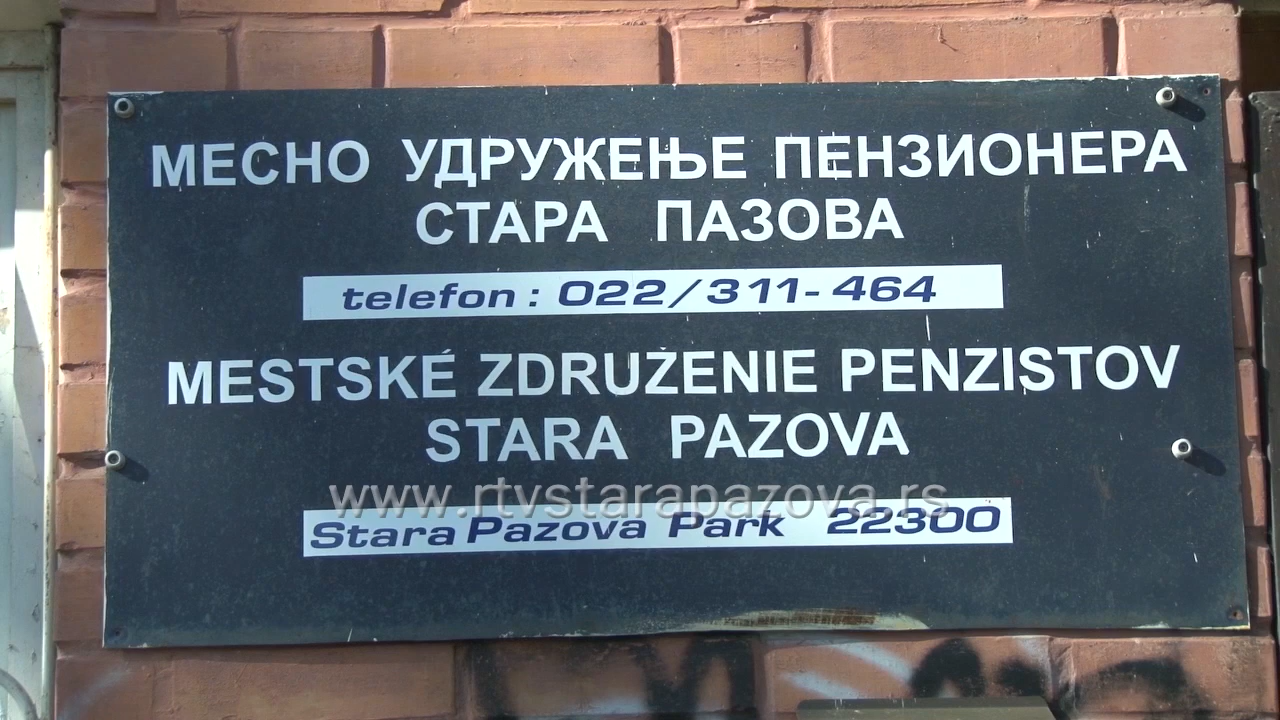 МЕСНО УДРУЖЕЊЕ ПЕНЗИОНЕРА
СТАРА ПАЗОВА
telefon : 022/311-464
MESTSKÉ ZDRUŽENIE PENZISTOV
STARA PAZOVA
www.rtvstarapazova.rs
Stara Pazova Park 22300